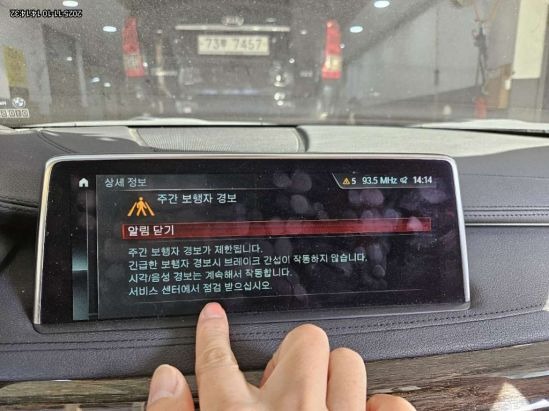 2025-11-10 14:14:32
KIA
73루 7457
상세 정보
5 93.5 MHz 14:14
주간 보행자 경보
알림 닫기
주간 보행자 경보가 제한됩니다.
긴급한 보행자 경보시 브레이크 간섭이 작동하지 않습니다.
시각/음성 경보는 계속해서 작동합니다.
서비스 센터에서 점검 받으십시오.